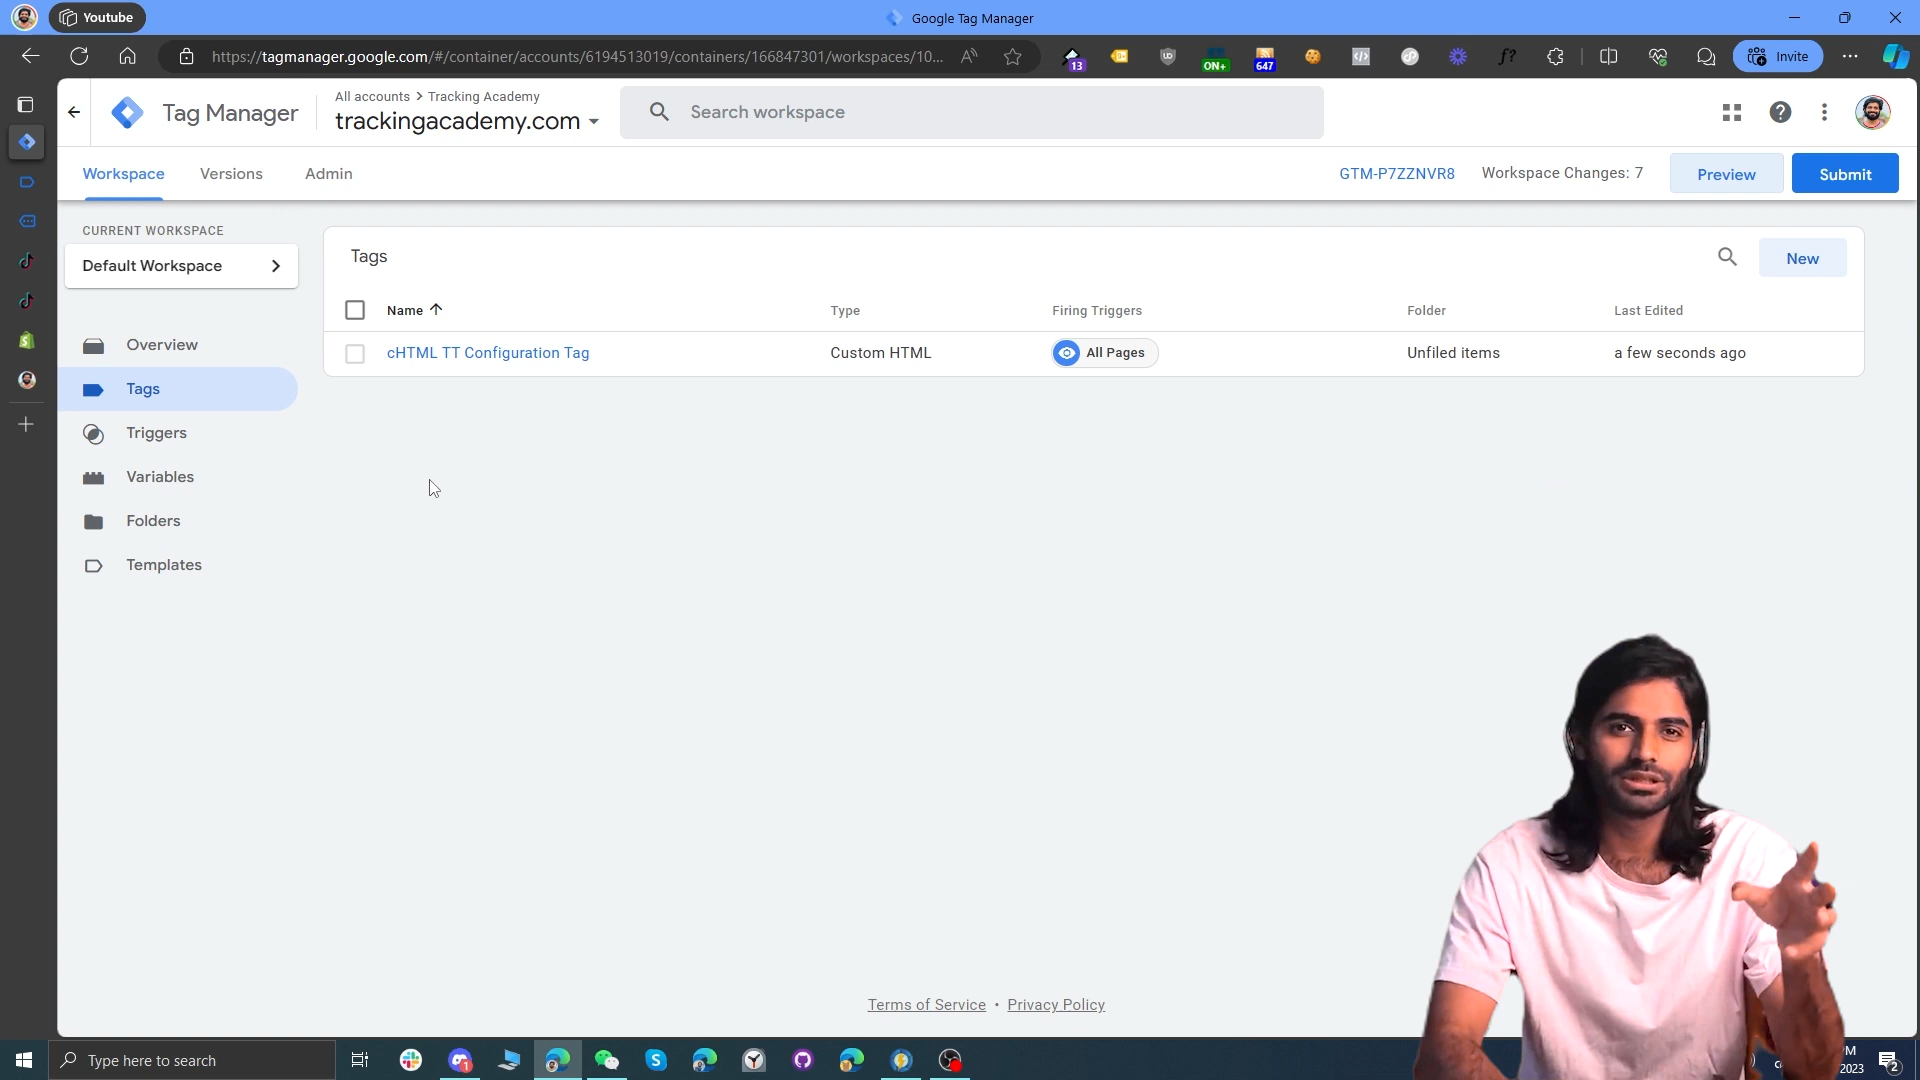 Youtube
Google Tag Manager
https://tagmanager.google.com/#/container/accounts/6194513019/containers/166847301/workspaces/10...
13
ON+
647
Invite
Tag Manager
All accounts > Tracking Academy
trackingacademy.com
Search workspace
Workspace
Versions
Admin
GTM-P7ZZNVR8
Workspace Changes: 7
Preview
Submit
CURRENT WORKSPACE
Default Workspace
Overview
Tags
Triggers
Variables
Folders
Templates
Tags
New
Name
Type
Firing Triggers
Folder
Last Edited
cHTML TT Configuration Tag
Custom HTML
All Pages
Unfiled items
a few seconds ago
Terms of Service • Privacy Policy
Type here to search
1
M
2023
2